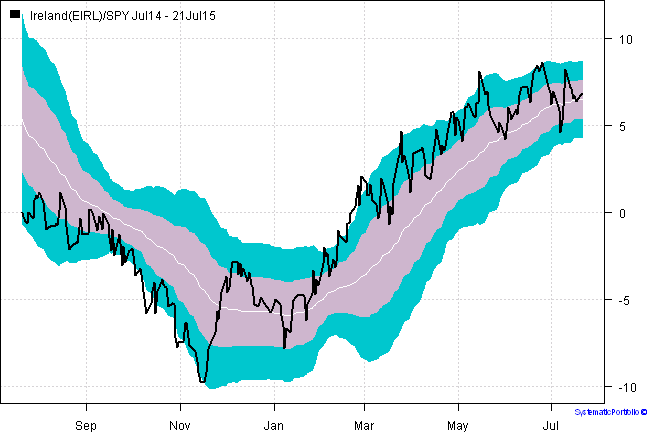 Ireland(EIRL)/SPY Jul14 - 21Jul15
10
5
0
-5
-10
Sep Nov Jan Mar May Jul
SystematicPortfolio ©